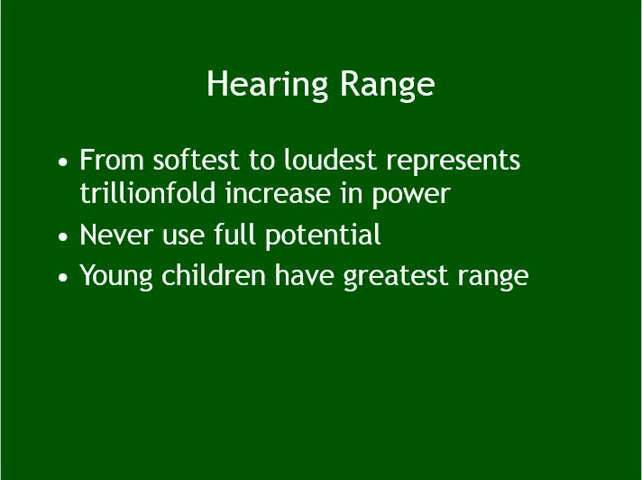 Hearing Range
• From softest to loudest represents
trillionfold increase in power
• Never use full potential
• Young children have greatest range